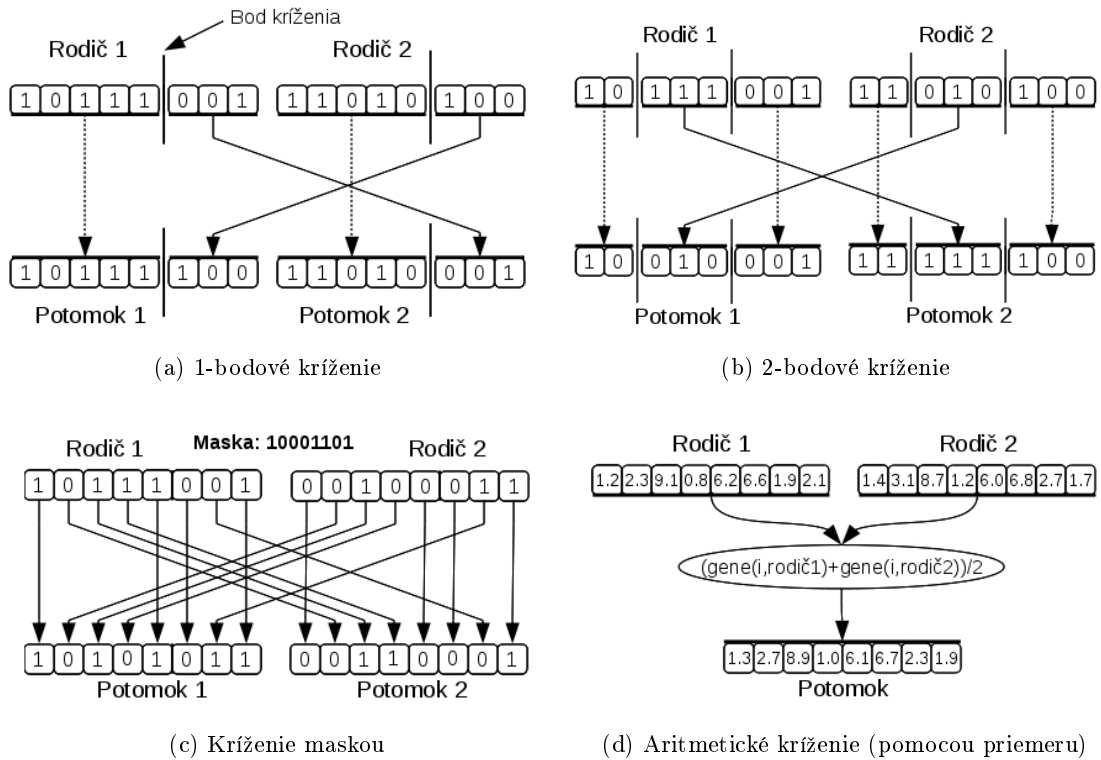 Bod kríženia
Rodič 1 Rodič 2
1 0 1 1 1 0 0 1 1 1 0 1 0 1 0 0
1 0 1 1 1 1 0 0 1 1 0 1 0 0 0 1
Potomok 1 Potomok 2
(a) 1-bodové kríženie
Rodič 1 Rodič 2
1 0 1 1 1 0 0 1 1 1 0 1 0 1 0 0
1 0 0 1 0 0 0 1 1 1 1 1 1 1 0 0
Potomok 1 Potomok 2
(b) 2-bodové kríženie
Rodič 1 Maska: 10001101 Rodič 2
1 0 1 1 1 0 0 1 0 0 1 0 0 0 1 1
1 0 1 0 1 0 1 1 0 0 1 1 0 0 0 1
Potomok 1 Potomok 2
(c) Kríženie maskou
Rodič 1 Rodič 2
1.2 2.3 9.1 0.8 6.2 6.6 1.9 2.1 1.4 3.1 8.7 1.2 6.0 6.8 2.7 1.7
(gene(i,rodič1)+gene(i,rodič2))/2
1.3 2.7 8.9 1.0 6.1 6.7 2.3 1.9
Potomok
(d) Aritmetické kríženie (pomocou priemeru)